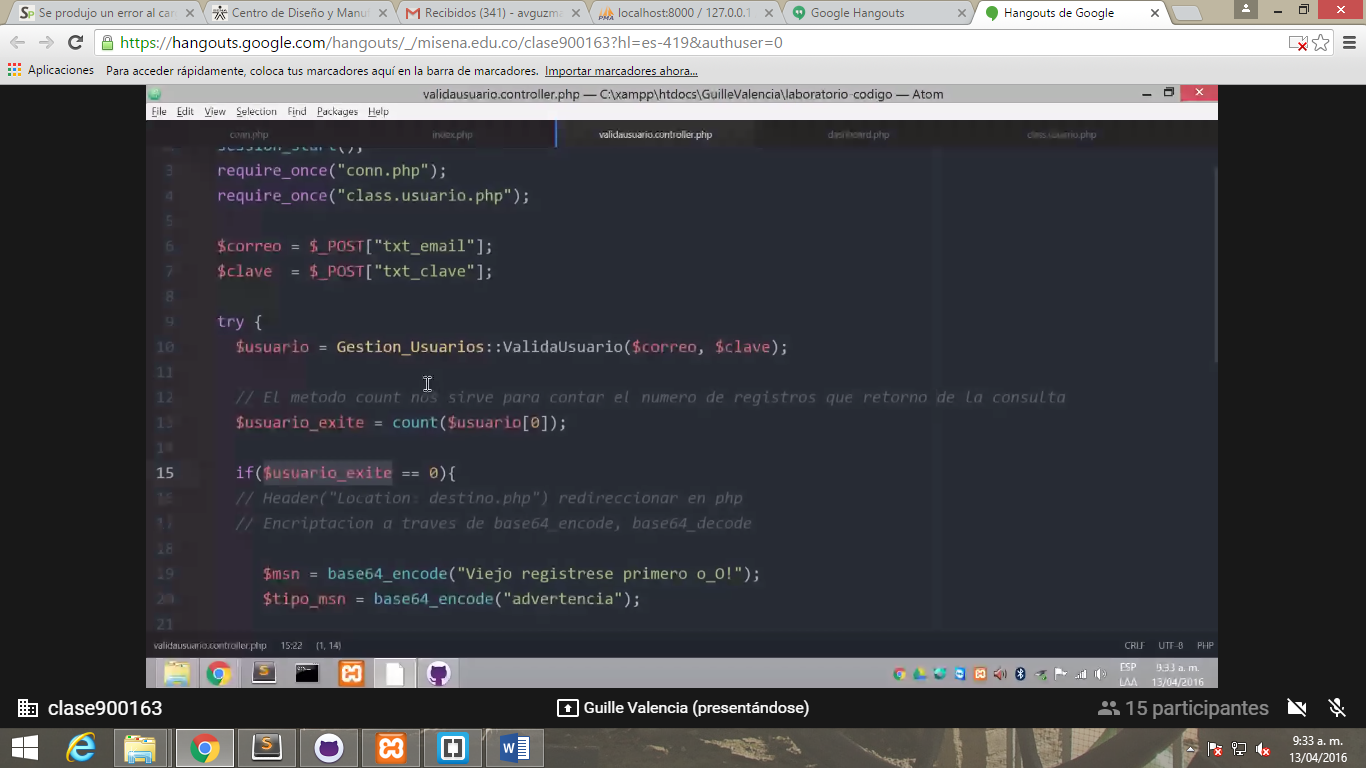 Se produjo un error al ca
Centro de Diseño y Manu
Recibidos (341) - avguzma
localhost:8000 / 127.0.0.1
Google Hangouts
Hangouts de Google
https://hangouts.google.com/hangouts/_/misena.edu.co/clase900163?hl=es-419&authuser=0
Aplicaciones Para acceder rápidamente, coloca tus marcadores aquí en la barra de marcadores. Importar marcadores ahora...
validausuario.controller.php — C:\xampp\htdocs\GuilleValencia\laboratorio-codigo — Atom
File Edit View Selection Find Packages Help
conn.php index.php validausuario.controller.php dashboard.php class.usuario.php
2 session_start();
3 require_once("conn.php");
4 require_once("class.usuario.php");
5
6 $correo = $_POST["txt_email"];
7 $clave = $_POST["txt_clave"];
8
9 try {
10 $usuario = Gestion_Usuarios::ValidaUsuario($correo, $clave);
11
12 // El metodo count nos sirve para contar el numero de registros que retorno de la consulta
13 $usuario_exite = count($usuario[0]);
14
15 if($usuario_exite == 0){
16 // Header("Location: destino.php") redireccionar en php
17 // Encriptacion a traves de base64_encode, base64_decode
18
19 $msn = base64_encode("Viejo registrese primero o_O!");
20 $tipo_msn = base64_encode("advertencia");
21
validausuario.controller.php 15:22 (1, 14) CRLF UTF-8 PHP
ESP 9:33 a. m.
LAA 13/04/2016
clase900163 Guille Valencia (presentándose) 15 participantes
9:33 a. m.
13/04/2016